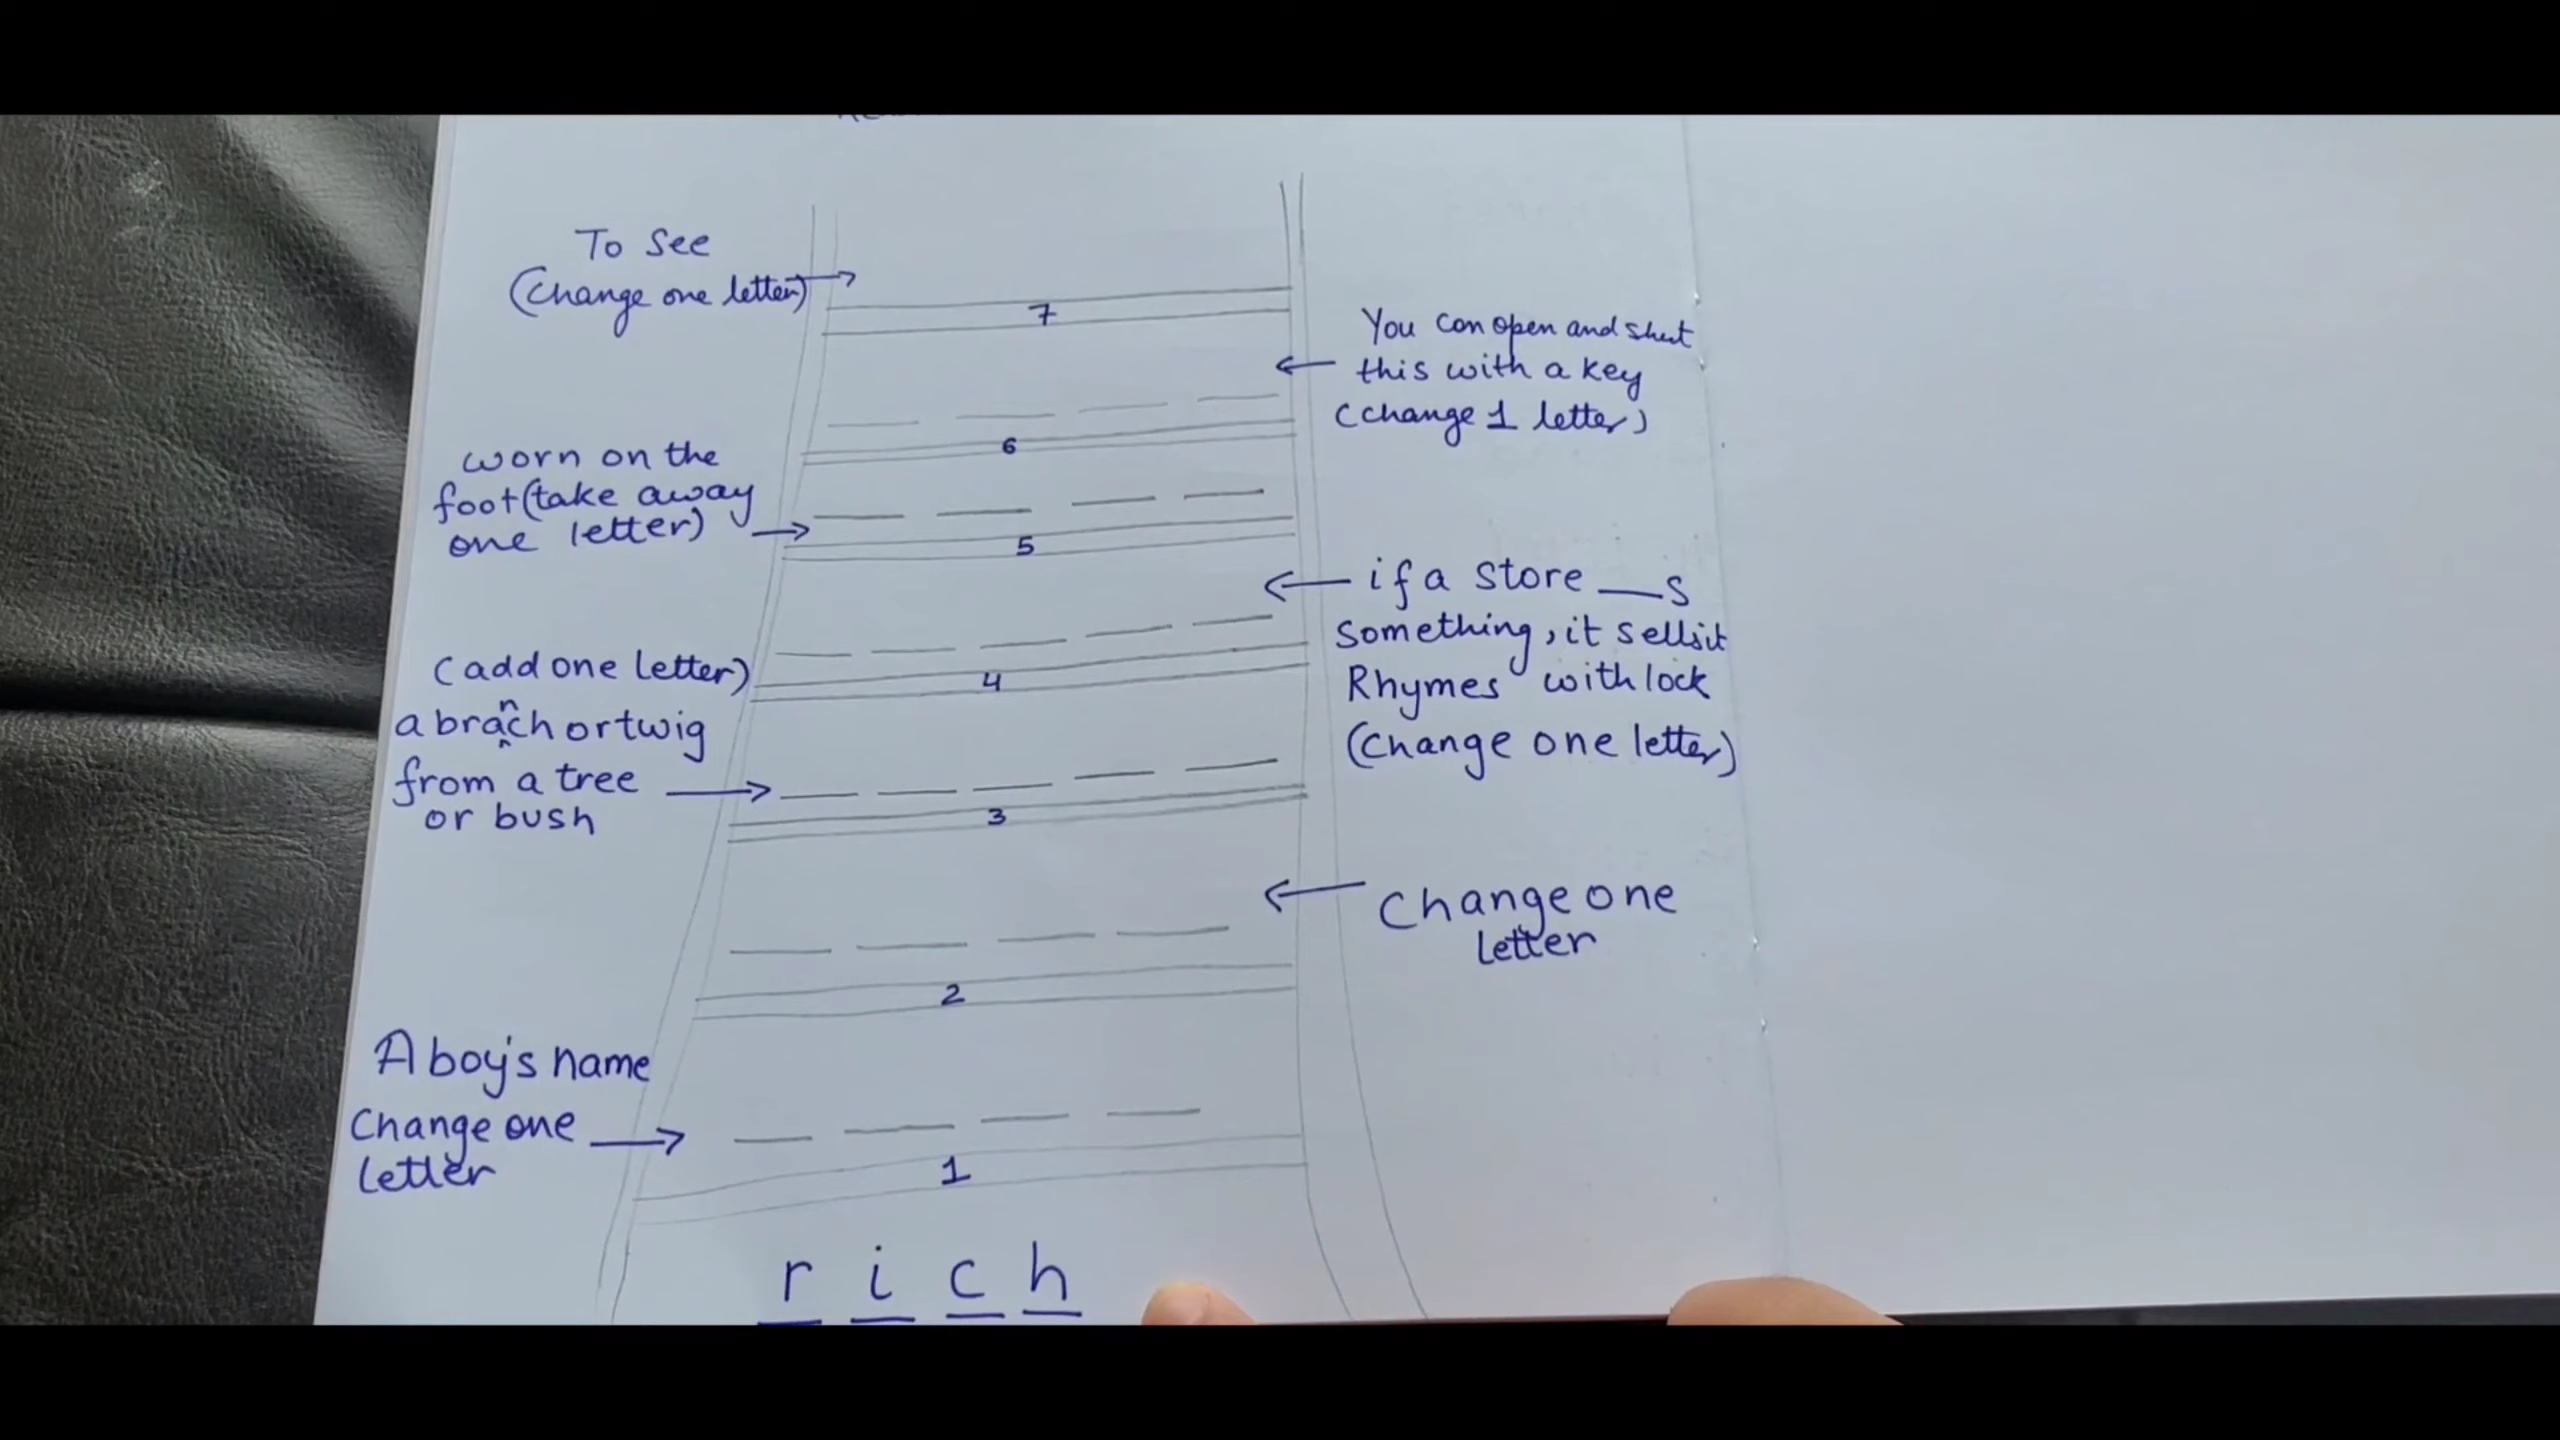 To See
(Change one letter)
7
You can open and shut
this with a key
(change 1 letter)
6
worn on the
foot (take away
one letter)
5
if a store __s
something, it sells it
Rhymes with lock
(Change one letter)
4
(add one letter)
a branch or twig
from a tree
or bush
3
Change one
letter
2
A boy's name
Change one
letter
1
r i c h